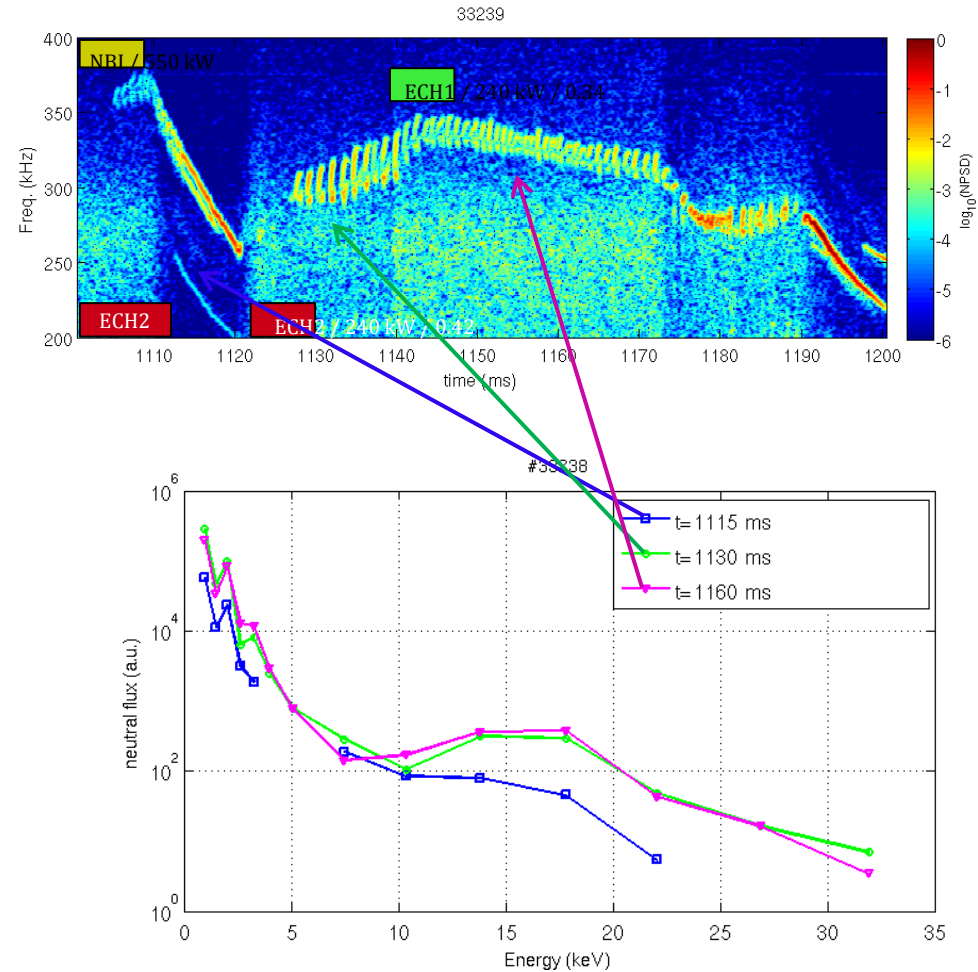 33239
400
350
300
250
200
Freq. (kHz)
NBI / 550 kW
ECH1 / 240 kW / 0.34
ECH2
ECH2 / 240 kW / 0.42
1110 1120 1130 1140 1150 1160 1170 1180 1190 1200
time (ms)
0
-1
-2
-3
-4
-5
-6
log10(NPSD)
#33238
10^6
10^4
10^2
10^0
neutral flux (a.u.)
t=1115 ms
t=1130 ms
t=1160 ms
0 5 10 15 20 25 30 35
Energy (keV)